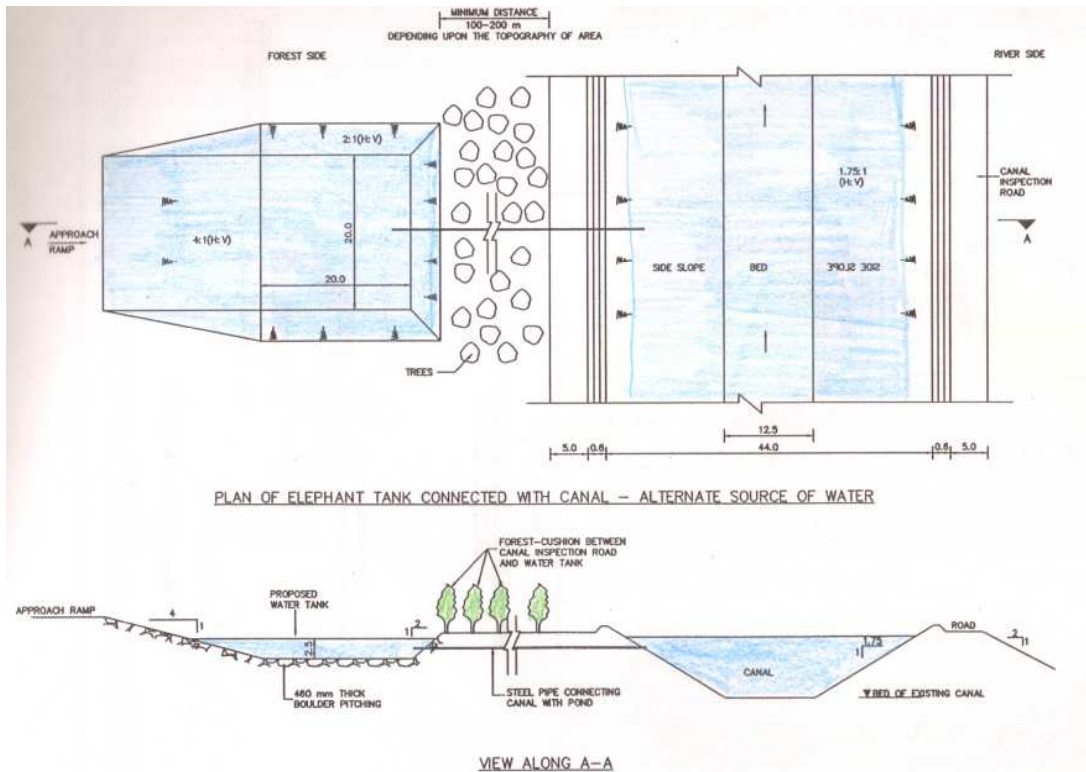 MINIMUM DISTANCE
100-200 m
DEPENDING UPON THE TOPOGRAPHY OF AREA
FOREST SIDE
RIVER SIDE
2:1(H:V)
1.75:1
(H:V)
CANAL
INSPECTION
ROAD
A
APPROACH
RAMP
4:1(H:V)
20.0
20.0
SIDE SLOPE
BED
SIDE SLOPE
A
TREES
12.5
5.0 0.6 44.0 0.6 5.0
PLAN OF ELEPHANT TANK CONNECTED WITH CANAL - ALTERNATE SOURCE OF WATER
FOREST-CUSHION BETWEEN
CANAL INSPECTION ROAD
AND WATER TANK
PROPOSED
WATER TANK
APPROACH RAMP
4
1
2
1
2.5
ROAD
2
1
1.75
1
CANAL
460 mm THICK
BOULDER PITCHING
STEEL PIPE CONNECTING
CANAL WITH POND
BED OF EXISTING CANAL
VIEW ALONG A-A